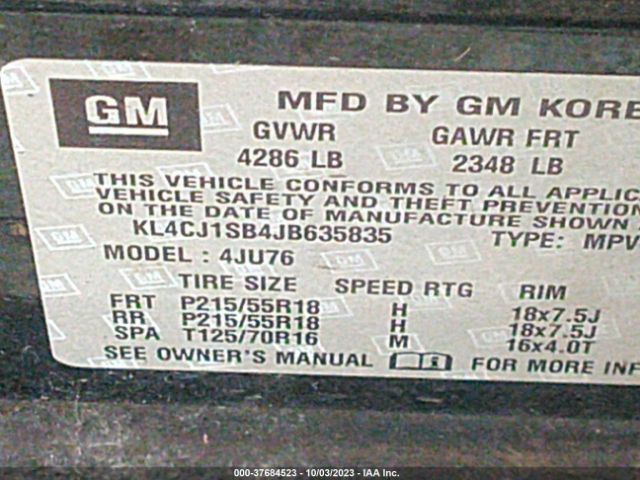 GM MFD BY GM KORE
GVWR GAWR FRT
4286 LB 2348 LB
THIS VEHICLE CONFORMS TO ALL APPLIC
VEHICLE SAFETY AND THEFT PREVENTION
ON THE DATE OF MANUFACTURE SHOWN
KL4CJ1SB4JB635835 TYPE: MPV
MODEL : 4JU76
TIRE SIZE SPEED RTG RIM
FRT P215/55R18 H 18x7.5J
RR P215/55R18 H 18x7.5J
SPA T125/70R16 M 16x4.0T
SEE OWNER'S MANUAL FOR MORE INF
000-37684523 - 10/03/2023 - IAA Inc.